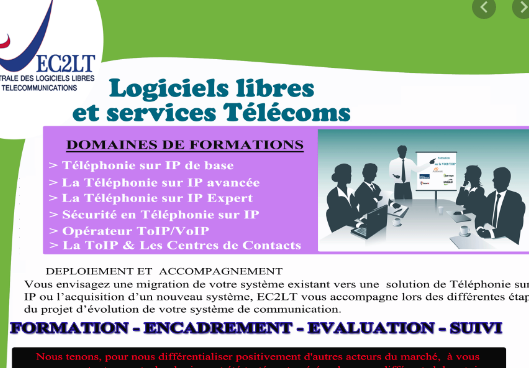 EC2LT
TRALE DES LOGICIELS LIBRES
TELECOMMUNICATIONS
Logiciels libres
et services Télécoms
DOMAINES DE FORMATIONS
> Téléphonie sur IP de base
> La Téléphonie sur IP avancée
> La Téléphonie sur IP Expert
> Sécurité en Téléphonie sur IP
> Opérateur ToIP/VoIP
> La ToIP & Les Centres de Contacts
DEPLOIEMENT ET ACCOMPAGNEMENT
Vous envisagez une migration de votre système existant vers une solution de Téléphonie sur
IP ou l'acquisition d'un nouveau système, EC2LT vous accompagne lors des différentes étap
du projet d'évolution de votre système de communication.
FORMATION - ENCADREMENT - EVALUATION - SUIVI
Nous tenons, pour nous différentialiser positivement d'autres acteurs du marché, à vous